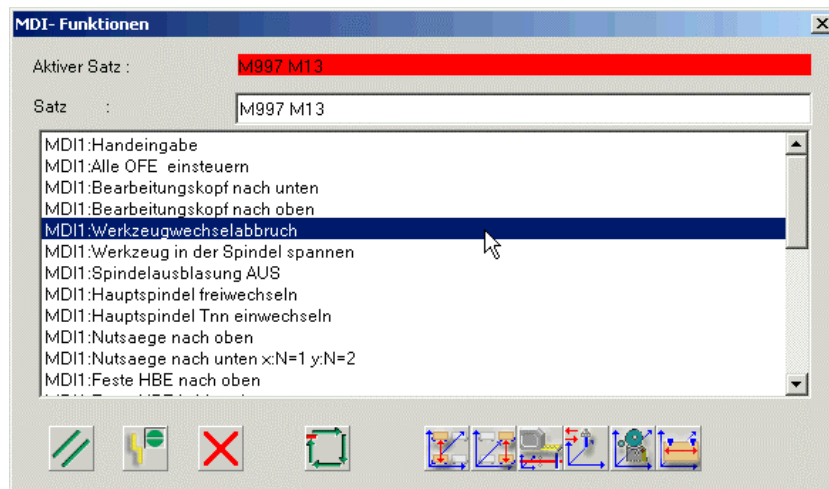 MDI- Funktionen
Aktiver Satz :
M997 M13
Satz :
M997 M13
MDI1:Handeingabe
MDI1:Alle OFE einsteuern
MDI1:Bearbeitungskopf nach unten
MDI1:Bearbeitungskopf nach oben
MDI1:Werkzeugwechselabbruch
MDI1:Werkzeug in der Spindel spannen
MDI1:Spindelausblasung AUS
MDI1:Hauptspindel freiwechseln
MDI1:Hauptspindel Tnn einwechseln
MDI1:Nutsaege nach oben
MDI1:Nutsaege nach unten x:N=1 y:N=2
MDI1:Feste HBE nach oben